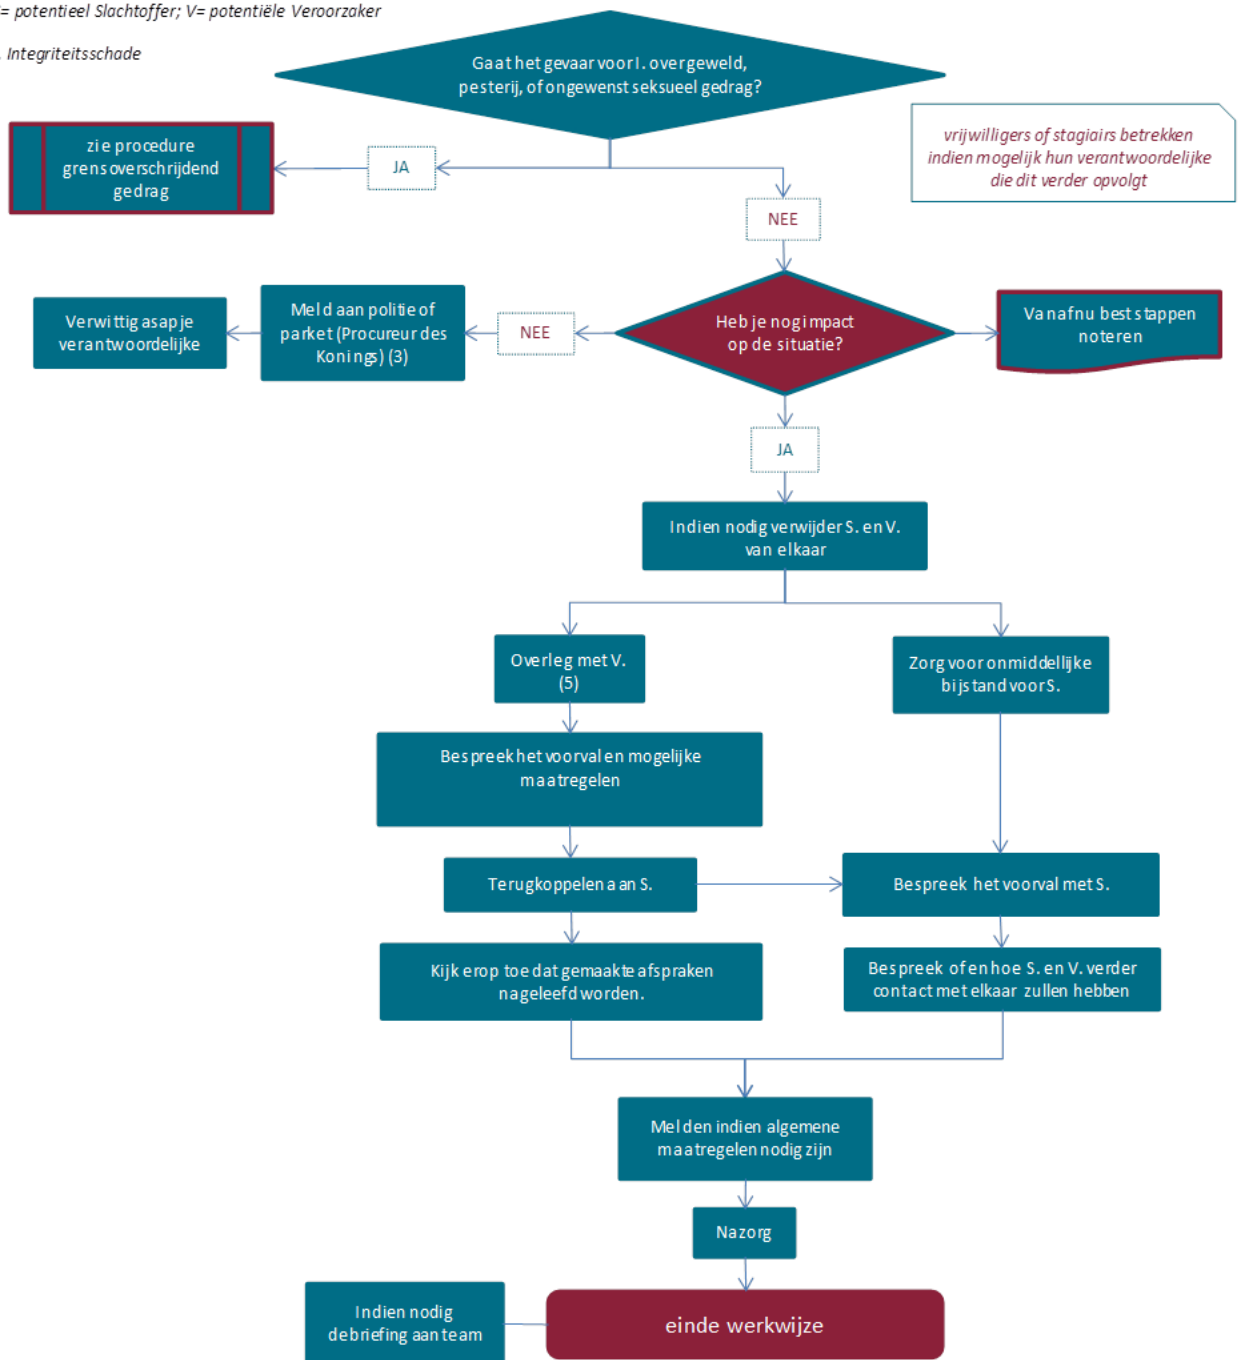 = potentieel Slachtoffer; V= potentiële Veroorzaker
. Integriteitsschade
Gaat het gevaar voor I. over geweld,
pesterij, of ongewenst seksueel gedrag?
vrijwilligers of stagiairs betrekken
indien mogelijk hun verantwoordelijke
die dit verder opvolgt
zie procedure
grensoverschrijdend
gedrag
JA
NEE
Verwittig asap je
verantwoordelijke
Meld aan politie of
parket (Procureur des
Konings) (3)
NEE
Heb je nog impact
op de situatie?
Vanaf nu best stappen
noteren
JA
Indien nodig verwijder S. en V.
van elkaar
Overleg met V.
(5)
Zorg voor onmiddellijke
bijstand voor S.
Bespreek het voorval en mogelijke
maatregelen
Terugkoppelen aan S.
Bespreek het voorval met S.
Kijk erop toe dat gemaakte afspraken
nageleefd worden.
Bespreek of en hoe S. en V. verder
contact met elkaar zullen hebben
Melden indien algemene
maatregelen nodig zijn
Nazorg
Indien nodig
debriefing aan team
einde werkwijze